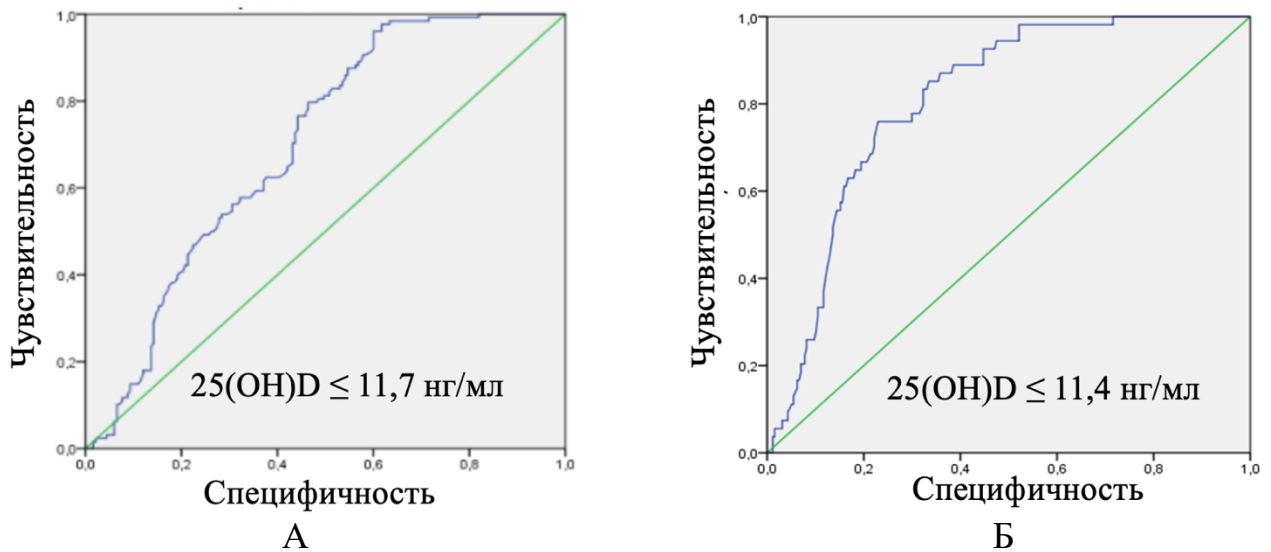 Чувствительность
1,0
0,8
0,6
0,4
0,2
0,0
0,0 0,2 0,4 0,6 0,8 1,0
25(OH)D ≤ 11,7 нг/мл
Специфичность
А
Чувствительность
1,0
0,8
0,6
0,4
0,2
0,0
0,0 0,2 0,4 0,6 0,8 1,0
25(OH)D ≤ 11,4 нг/мл
Специфичность
Б